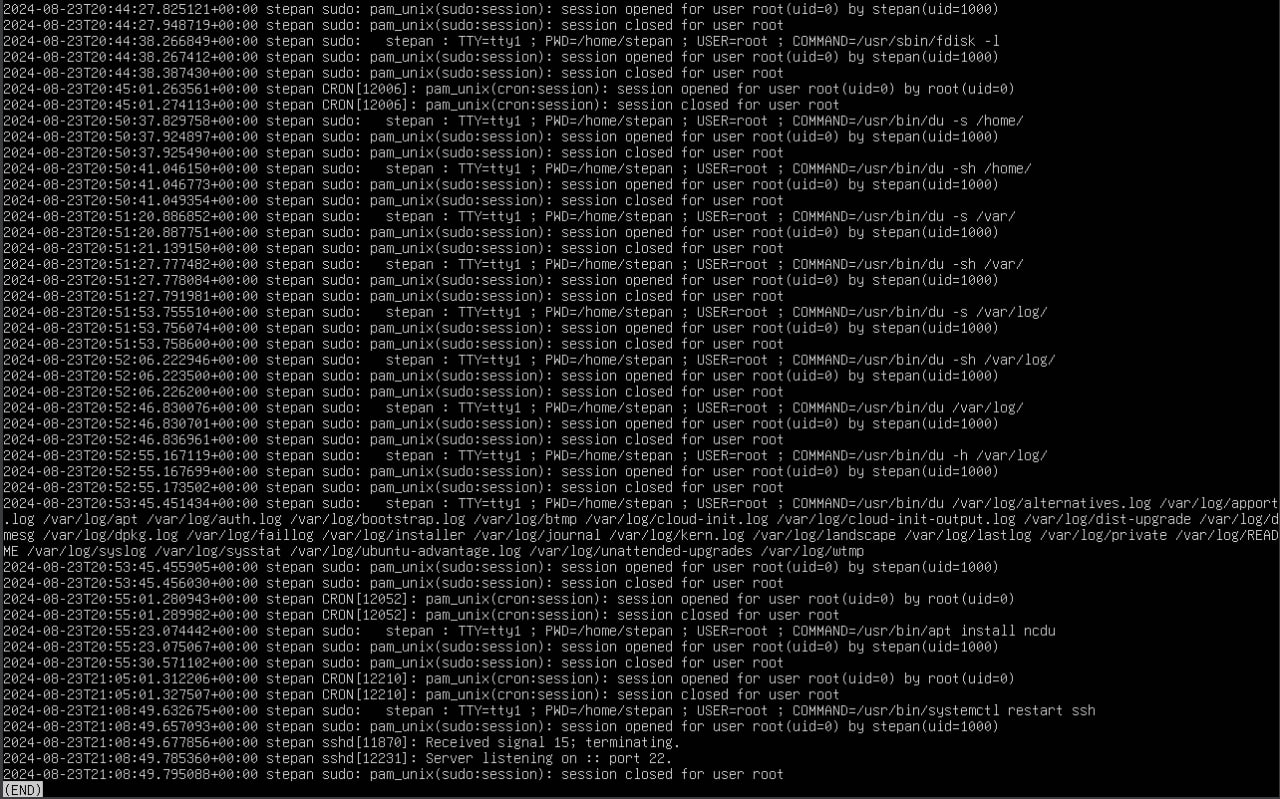 2024-08-23T20:44:27.825121+00:00 stepan sudo: pam_unix(sudo:session): session opened for user root(uid=0) by stepan(uid=1000)
2024-08-23T20:44:27.948719+00:00 stepan sudo: pam_unix(sudo:session): session closed for user root
2024-08-23T20:44:38.266849+00:00 stepan sudo:   stepan : TTY=tty1 ; PWD=/home/stepan ; USER=root ; COMMAND=/usr/sbin/fdisk -l
2024-08-23T20:44:38.267412+00:00 stepan sudo: pam_unix(sudo:session): session opened for user root(uid=0) by stepan(uid=1000)
2024-08-23T20:44:38.387430+00:00 stepan sudo: pam_unix(sudo:session): session closed for user root
2024-08-23T20:45:01.263561+00:00 stepan CRON[12006]: pam_unix(cron:session): session opened for user root(uid=0) by root(uid=0)
2024-08-23T20:45:01.274113+00:00 stepan CRON[12006]: pam_unix(cron:session): session closed for user root
2024-08-23T20:50:37.829758+00:00 stepan sudo:   stepan : TTY=tty1 ; PWD=/home/stepan ; USER=root ; COMMAND=/usr/bin/du -s /home/
2024-08-23T20:50:37.924897+00:00 stepan sudo: pam_unix(sudo:session): session opened for user root(uid=0) by stepan(uid=1000)
2024-08-23T20:50:37.925490+00:00 stepan sudo: pam_unix(sudo:session): session closed for user root
2024-08-23T20:50:41.046150+00:00 stepan sudo:   stepan : TTY=tty1 ; PWD=/home/stepan ; USER=root ; COMMAND=/usr/bin/du -sh /home/
2024-08-23T20:50:41.046773+00:00 stepan sudo: pam_unix(sudo:session): session opened for user root(uid=0) by stepan(uid=1000)
2024-08-23T20:50:41.049354+00:00 stepan sudo: pam_unix(sudo:session): session closed for user root
2024-08-23T20:51:20.886852+00:00 stepan sudo:   stepan : TTY=tty1 ; PWD=/home/stepan ; USER=root ; COMMAND=/usr/bin/du -s /var/
2024-08-23T20:51:20.887751+00:00 stepan sudo: pam_unix(sudo:session): session opened for user root(uid=0) by stepan(uid=1000)
2024-08-23T20:51:21.139150+00:00 stepan sudo: pam_unix(sudo:session): session closed for user root
2024-08-23T20:51:27.777482+00:00 stepan sudo:   stepan : TTY=tty1 ; PWD=/home/stepan ; USER=root ; COMMAND=/usr/bin/du -sh /var/
2024-08-23T20:51:27.778084+00:00 stepan sudo: pam_unix(sudo:session): session opened for user root(uid=0) by stepan(uid=1000)
2024-08-23T20:51:27.791981+00:00 stepan sudo: pam_unix(sudo:session): session closed for user root
2024-08-23T20:51:53.755510+00:00 stepan sudo:   stepan : TTY=tty1 ; PWD=/home/stepan ; USER=root ; COMMAND=/usr/bin/du -s /var/log/
2024-08-23T20:51:53.756074+00:00 stepan sudo: pam_unix(sudo:session): session opened for user root(uid=0) by stepan(uid=1000)
2024-08-23T20:51:53.758600+00:00 stepan sudo: pam_unix(sudo:session): session closed for user root
2024-08-23T20:52:06.222946+00:00 stepan sudo:   stepan : TTY=tty1 ; PWD=/home/stepan ; USER=root ; COMMAND=/usr/bin/du -sh /var/log/
2024-08-23T20:52:06.223500+00:00 stepan sudo: pam_unix(sudo:session): session opened for user root(uid=0) by stepan(uid=1000)
2024-08-23T20:52:06.226200+00:00 stepan sudo: pam_unix(sudo:session): session closed for user root
2024-08-23T20:52:46.830076+00:00 stepan sudo:   stepan : TTY=tty1 ; PWD=/home/stepan ; USER=root ; COMMAND=/usr/bin/du /var/log/
2024-08-23T20:52:46.830701+00:00 stepan sudo: pam_unix(sudo:session): session opened for user root(uid=0) by stepan(uid=1000)
2024-08-23T20:52:46.836961+00:00 stepan sudo: pam_unix(sudo:session): session closed for user root
2024-08-23T20:52:55.167119+00:00 stepan sudo:   stepan : TTY=tty1 ; PWD=/home/stepan ; USER=root ; COMMAND=/usr/bin/du -h /var/log/
2024-08-23T20:52:55.167699+00:00 stepan sudo: pam_unix(sudo:session): session opened for user root(uid=0) by stepan(uid=1000)
2024-08-23T20:52:55.173502+00:00 stepan sudo: pam_unix(sudo:session): session closed for user root
2024-08-23T20:53:45.451434+00:00 stepan sudo:   stepan : TTY=tty1 ; PWD=/home/stepan ; USER=root ; COMMAND=/usr/bin/du /var/log/alternatives.log /var/log/apport
.log /var/log/apt /var/log/auth.log /var/log/bootstrap.log /var/log/btmp /var/log/cloud-init.log /var/log/cloud-init-output.log /var/log/dist-upgrade /var/log/d
mesg /var/log/dpkg.log /var/log/faillog /var/log/installer /var/log/journal /var/log/kern.log /var/log/landscape /var/log/lastlog /var/log/private /var/log/READ
ME /var/log/syslog /var/log/sysstat /var/log/ubuntu-advantage.log /var/log/unattended-upgrades /var/log/wtmp
2024-08-23T20:53:45.455905+00:00 stepan sudo: pam_unix(sudo:session): session opened for user root(uid=0) by stepan(uid=1000)
2024-08-23T20:53:45.456030+00:00 stepan sudo: pam_unix(sudo:session): session closed for user root
2024-08-23T20:55:01.280943+00:00 stepan CRON[12052]: pam_unix(cron:session): session opened for user root(uid=0) by root(uid=0)
2024-08-23T20:55:01.289982+00:00 stepan CRON[12052]: pam_unix(cron:session): session closed for user root
2024-08-23T20:55:23.074442+00:00 stepan sudo:   stepan : TTY=tty1 ; PWD=/home/stepan ; USER=root ; COMMAND=/usr/bin/apt install ncdu
2024-08-23T20:55:23.075067+00:00 stepan sudo: pam_unix(sudo:session): session opened for user root(uid=0) by stepan(uid=1000)
2024-08-23T20:55:30.571102+00:00 stepan sudo: pam_unix(sudo:session): session closed for user root
2024-08-23T21:05:01.312206+00:00 stepan CRON[12210]: pam_unix(cron:session): session opened for user root(uid=0) by root(uid=0)
2024-08-23T21:05:01.327507+00:00 stepan CRON[12210]: pam_unix(cron:session): session closed for user root
2024-08-23T21:08:49.632675+00:00 stepan sudo:   stepan : TTY=tty1 ; PWD=/home/stepan ; USER=root ; COMMAND=/usr/bin/systemctl restart ssh
2024-08-23T21:08:49.657093+00:00 stepan sudo: pam_unix(sudo:session): session opened for user root(uid=0) by stepan(uid=1000)
2024-08-23T21:08:49.677856+00:00 stepan sshd[11870]: Received signal 15; terminating.
2024-08-23T21:08:49.785360+00:00 stepan sshd[12231]: Server listening on :: port 22.
2024-08-23T21:08:49.795088+00:00 stepan sudo: pam_unix(sudo:session): session closed for user root
(END)